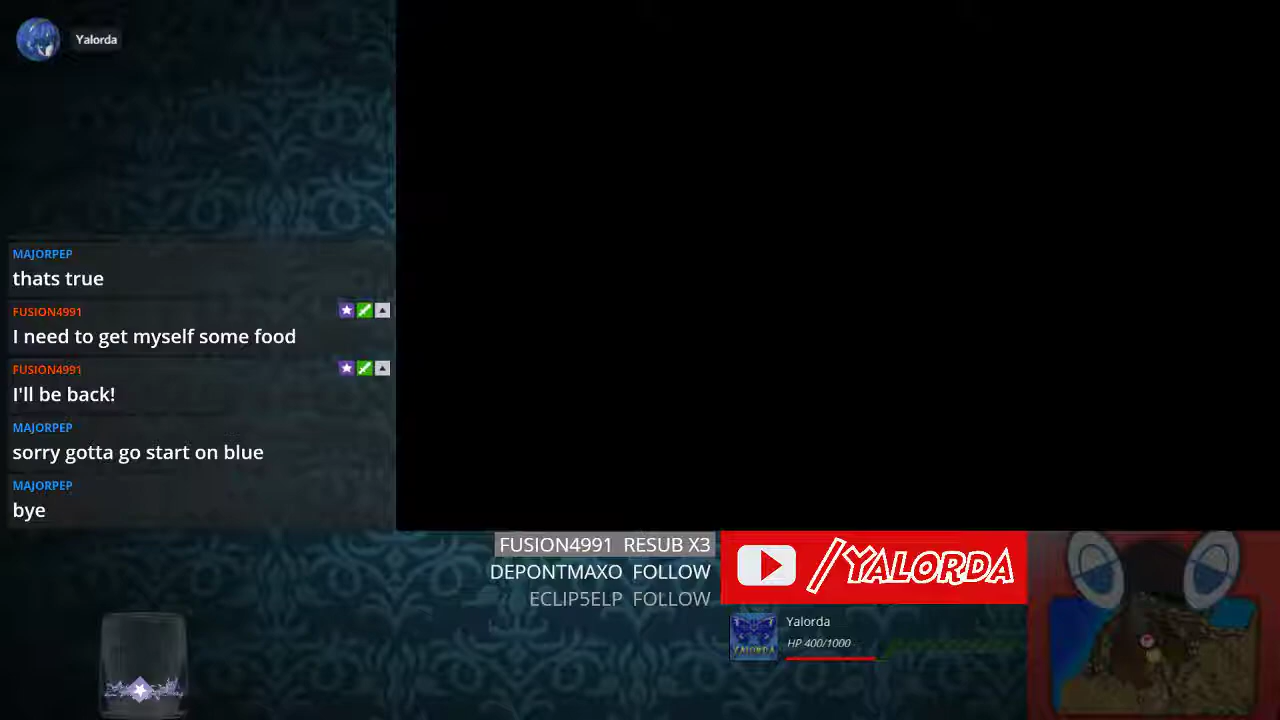 Yalorda
MAJORPEP
thats true
FUSION4991
I need to get myself some food
FUSION4991
I'll be back!
MAJORPEP
sorry gotta go start on blue
MAJORPEP
bye
FUSION4991 RESUB X3
DEPONTMAXO FOLLOW
ECLIP5ELP FOLLOW
/YALORDA
Yalorda
HP 400/1000
YALORDA